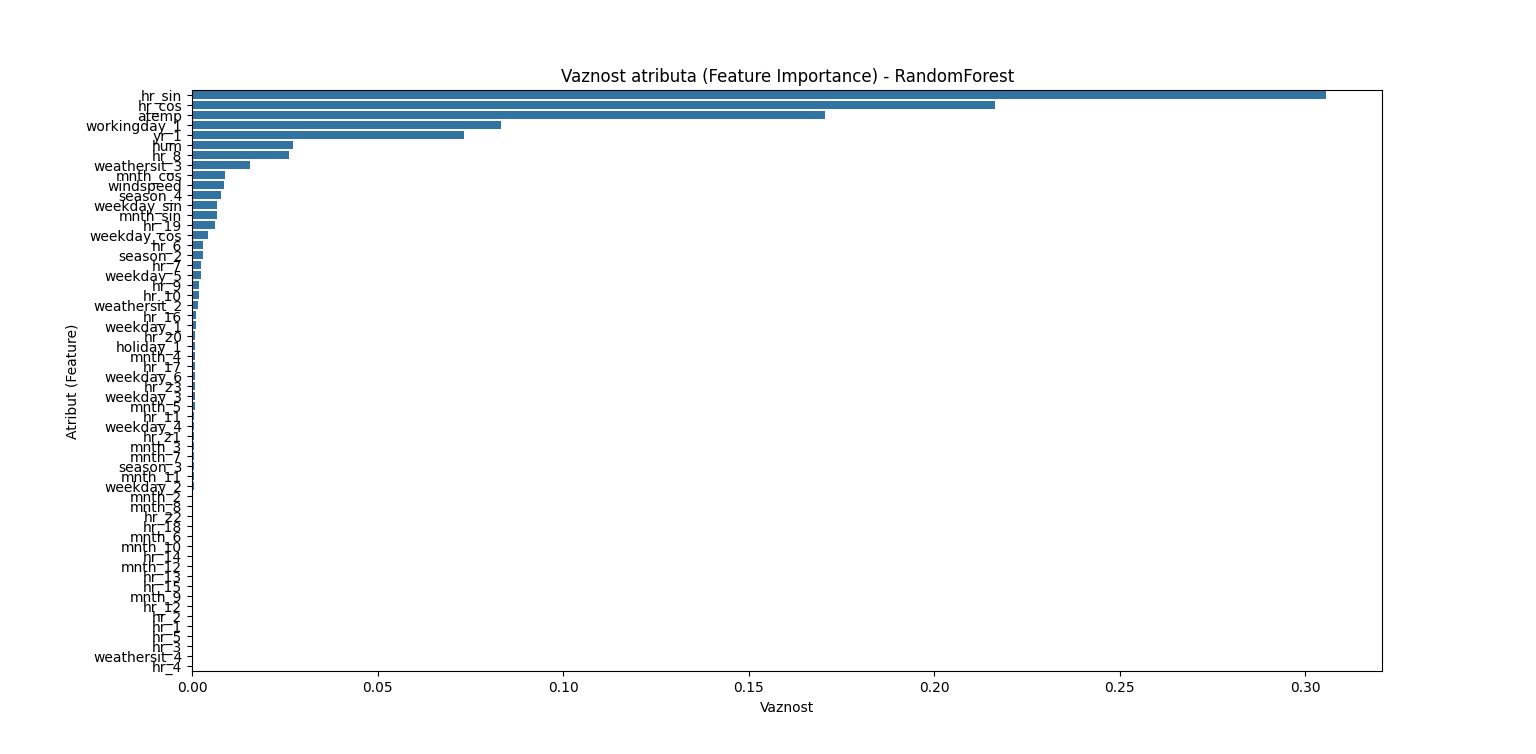 Vaznost atributa (Feature Importance) - RandomForest
hr_sin
hr_cos
atemp
workingday_1
yr_1
hum
hr_8
weathersit_3
mnth_cos
windspeed
season_4
weekday_sin
mnth_sin
hr_19
weekday_cos
hr_6
season_2
hr_7
weekday_5
hr_9
hr_10
weathersit_2
hr_16
weekday_1
hr_20
holiday_1
mnth_4
hr_17
weekday_6
hr_23
weekday_3
mnth_5
hr_11
weekday_4
hr_21
mnth_3
mnth_7
season_3
mnth_11
weekday_2
mnth_2
mnth_8
hr_22
hr_18
mnth_6
mnth_10
hr_14
mnth_12
hr_13
hr_15
mnth_9
hr_12
hr_2
hr_1
hr_5
hr_3
weathersit_4
hr_4
Atribut (Feature)
0.00 0.05 0.10 0.15 0.20 0.25 0.30
Vaznost